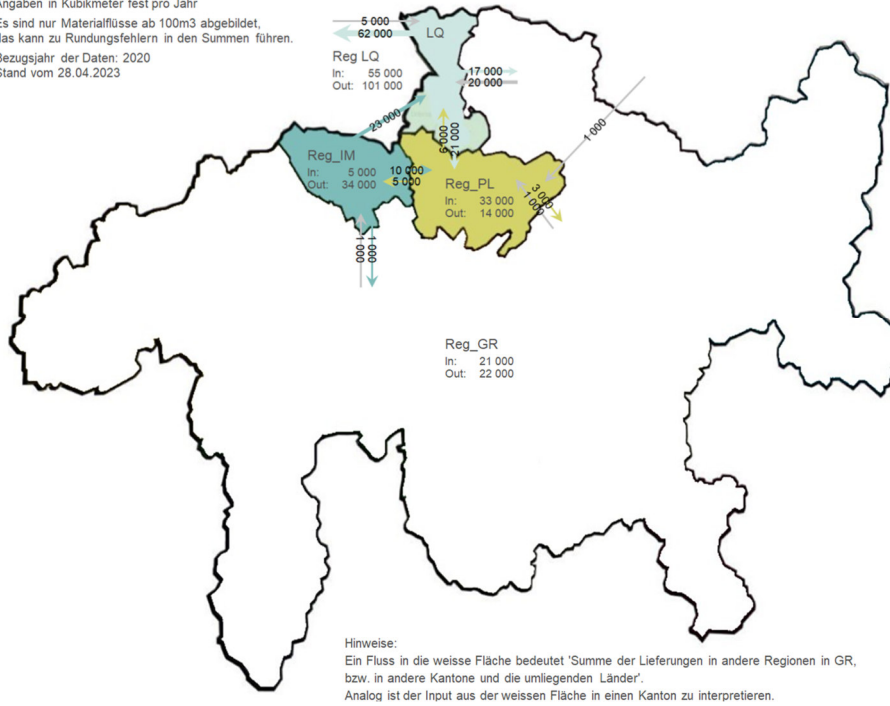 Angaben in Kubikmeter fest pro Jahr
Es sind nur Materialflüsse ab 100m3 abgebildet,
das kann zu Rundungsfehlern in den Summen führen.
Bezugsjahr der Daten: 2020
Stand vom 28.04.2023
5 000
62 000
LQ
Reg LQ
In: 55 000
Out: 101 000
17 000
20 000
23 000
6 000
21 000
1 000
Reg_IM
In: 5 000
Out: 34 000
10 000
5 000
Reg_PL
In: 33 000
Out: 14 000
3 000
1 000
1 000
1 000
Reg_GR
In: 21 000
Out: 22 000
Hinweise:
Ein Fluss in die weisse Fläche bedeutet 'Summe der Lieferungen in andere Regionen in GR,
bzw. in andere Kantone und die umliegenden Länder'.
Analog ist der Input aus der weissen Fläche in einen Kanton zu interpretieren.